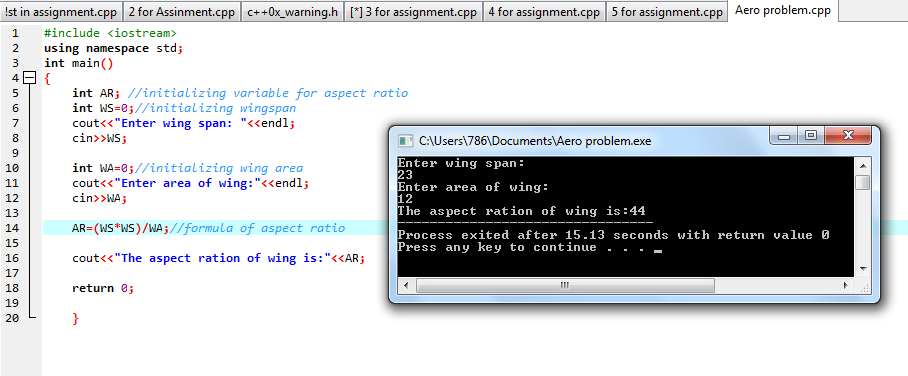 !st in assignment.cpp 2 for Assinment.cpp c++0x_warning.h [*] 3 for assignment.cpp 4 for assignment.cpp 5 for assignment.cpp Aero problem.cpp
1 #include <iostream>
2 using namespace std;
3 int main()
4 {
5 int AR; //initializing variable for aspect ratio
6 int WS=0;//initializing wingspan
7 cout<<"Enter wing span: "<<endl;
8 cin>>WS;
9
10 int WA=0;//initializing wing area
11 cout<<"Enter area of wing:"<<endl;
12 cin>>WA;
13
14 AR=(WS*WS)/WA;//formula of aspect ratio
15
16 cout<<"The aspect ration of wing is:"<<AR;
17
18 return 0;
19
20 }
C:\Users\786\Documents\Aero problem.exe
Enter wing span:
23
Enter area of wing:
12
The aspect ration of wing is:44
--------------------------------
Process exited after 15.13 seconds with return value 0
Press any key to continue . . . _